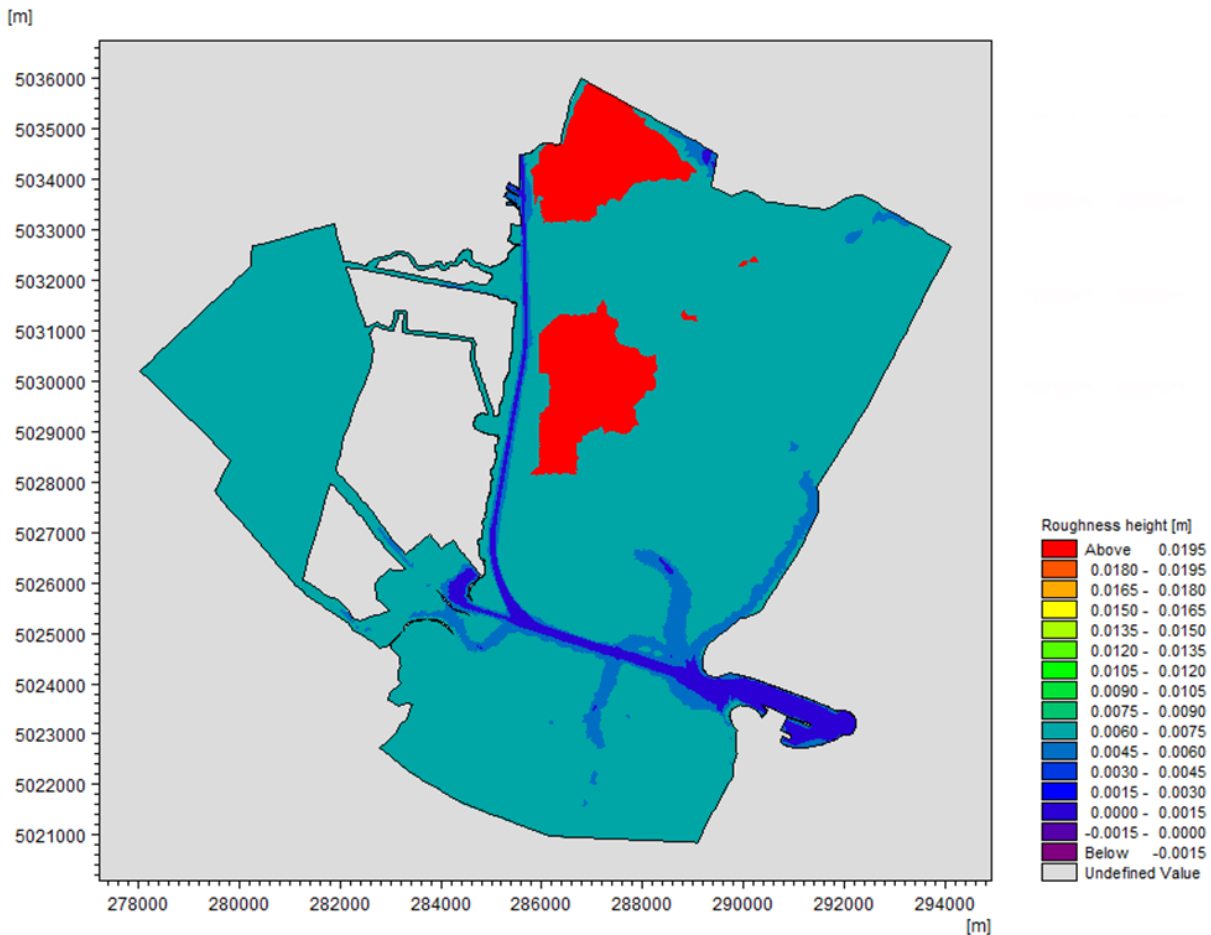 [m]
5036000
5035000
5034000
5033000
5032000
5031000
5030000
5029000
5028000
5027000
5026000
5025000
5024000
5023000
5022000
5021000
278000 280000 282000 284000 286000 288000 290000 292000 294000
[m]
Roughness height [m]
Above 0.0195
0.0180 - 0.0195
0.0165 - 0.0180
0.0150 - 0.0165
0.0135 - 0.0150
0.0120 - 0.0135
0.0105 - 0.0120
0.0090 - 0.0105
0.0075 - 0.0090
0.0060 - 0.0075
0.0045 - 0.0060
0.0030 - 0.0045
0.0015 - 0.0030
0.0000 - 0.0015
-0.0015 - 0.0000
Below -0.0015
Undefined Value